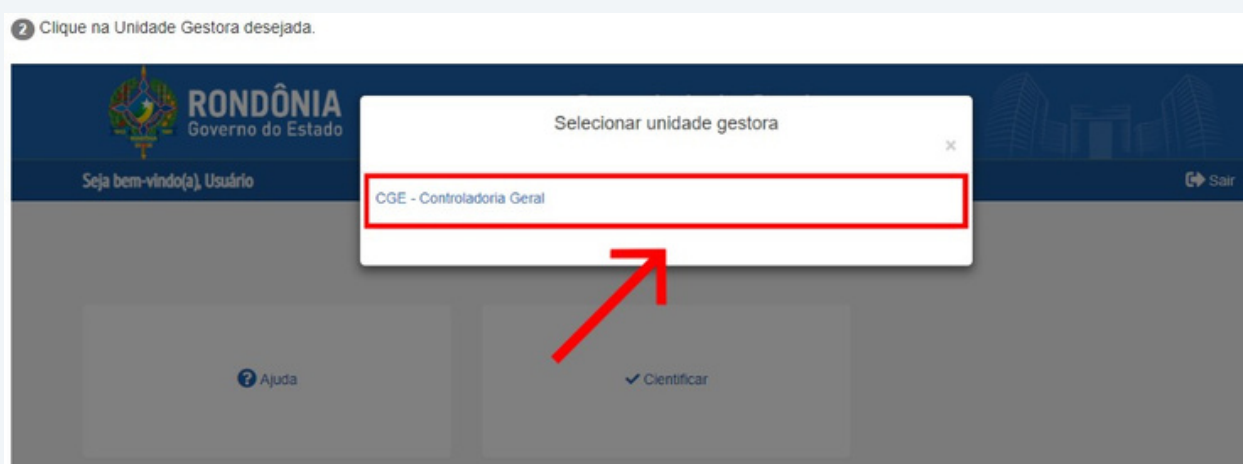 2 Clique na Unidade Gestora desejada.
RONDÔNIA
Governo do Estado
Selecionar unidade gestora
×
Seja bem-vindo(a), Usuário
Sair
CGE - Controladoria Geral
? Ajuda
Cientificar